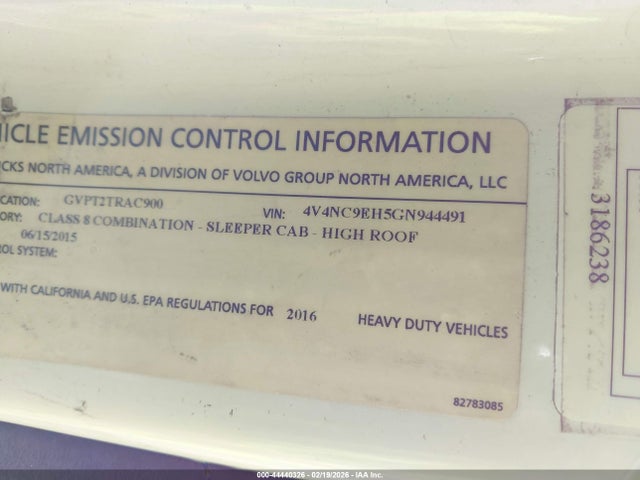 HICLE EMISSION CONTROL INFORMATION
CKS NORTH AMERICA, A DIVISION OF VOLVO GROUP NORTH AMERICA, LLC
CATION: GVPT2TRAC900 VIN: 4V4NC9EH5GN944491
ORY: CLASS 8 COMBINATION - SLEEPER CAB - HIGH ROOF
06/15/2015
ROL SYSTEM:
WITH CALIFORNIA AND U.S. EPA REGULATIONS FOR 2016 HEAVY DUTY VEHICLES
82783085
3186238
000-44440326 - 02/19/2026 - IAA Inc.